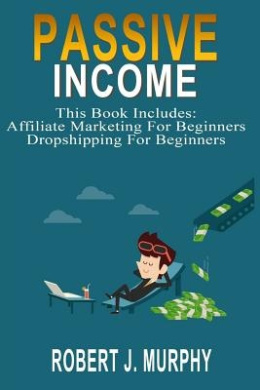 PASSIVE
INCOME
This Book Includes:
Affiliate Marketing For Beginners
Dropshipping For Beginners
ROBERT J. MURPHY